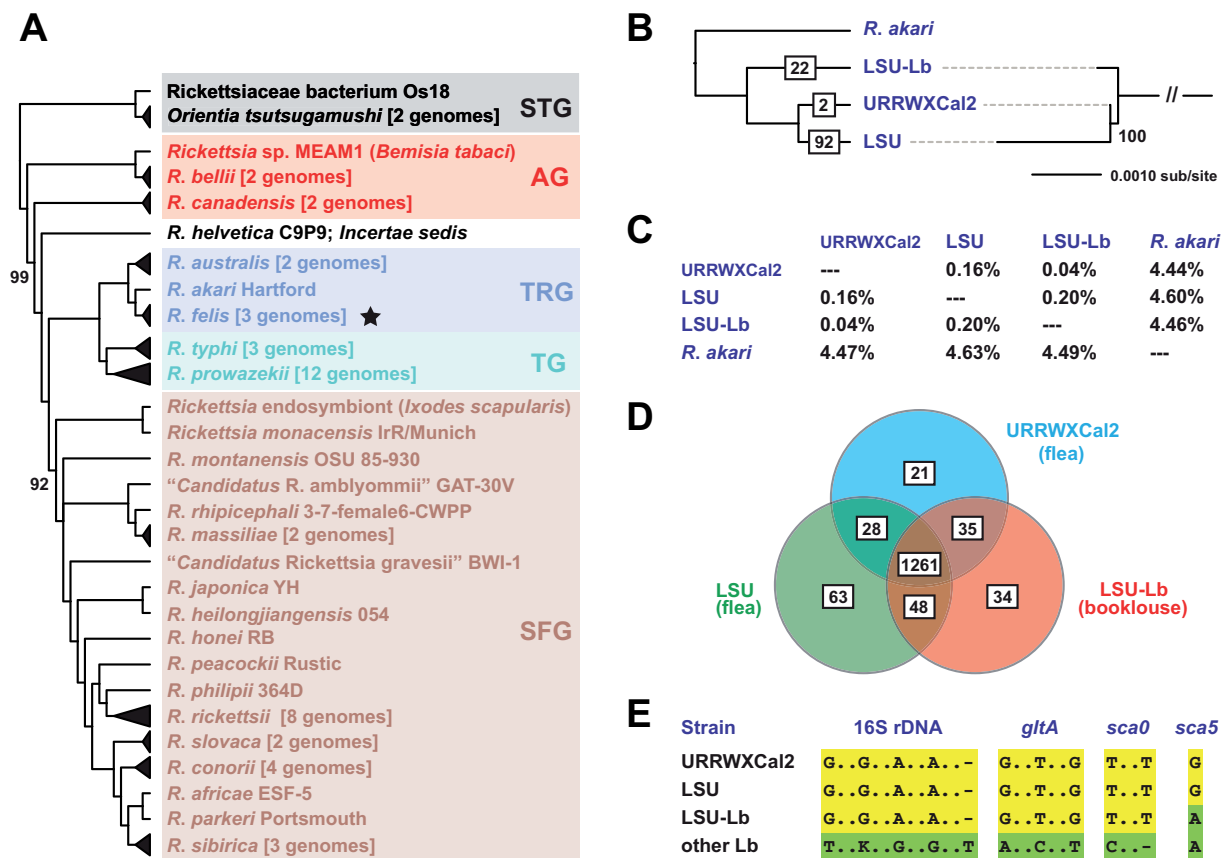 A
Rickettsiaceae bacterium Os18
Orientia tsutsugamushi [2 genomes]
STG
Rickettsia sp. MEAM1 (Bemisia tabaci)
R. bellii [2 genomes]
R. canadensis [2 genomes]
AG
R. helvetica C9P9; Incertae sedis
99
R. australis [2 genomes]
R. akari Hartford
R. felis [3 genomes]
TRG
R. typhi [3 genomes]
R. prowazekii [12 genomes]
TG
Rickettsia endosymbiont (Ixodes scapularis)
Rickettsia monacensis IrR/Munich
R. montanensis OSU 85-930
92
“Candidatus R. amblyommii” GAT-30V
R. rhipicephali 3-7-female6-CWPP
R. massiliae [2 genomes]
“Candidatus Rickettsia gravesii” BWI-1
R. japonica YH
R. heilongjiangensis 054
R. honei RB
SFG
R. peacockii Rustic
R. philipii 364D
R. rickettsii [8 genomes]
R. slovaca [2 genomes]
R. conorii [4 genomes]
R. africae ESF-5
R. parkeri Portsmouth
R. sibirica [3 genomes]
B
R. akari
22 LSU-Lb
//
2 URRWXCal2
92 LSU
100
0.0010 sub/site
C
URRWXCal2 LSU LSU-Lb R. akari
URRWXCal2 --- 0.16% 0.04% 4.44%
LSU 0.16% --- 0.20% 4.60%
LSU-Lb 0.04% 0.20% --- 4.46%
R. akari 4.47% 4.63% 4.49% ---
D
URRWXCal2
(flea)
21
28
35
1261
LSU
(flea)
63
48
34
LSU-Lb
(booklouse)
E
Strain 16S rDNA gltA sca0 sca5
URRWXCal2 G..G..A..A..- G..T..G T..T G
LSU G..G..A..A..- G..T..G T..T G
LSU-Lb G..G..A..A..- G..T..G T..T A
other Lb T..K..G..G..T A..C..T C..- A